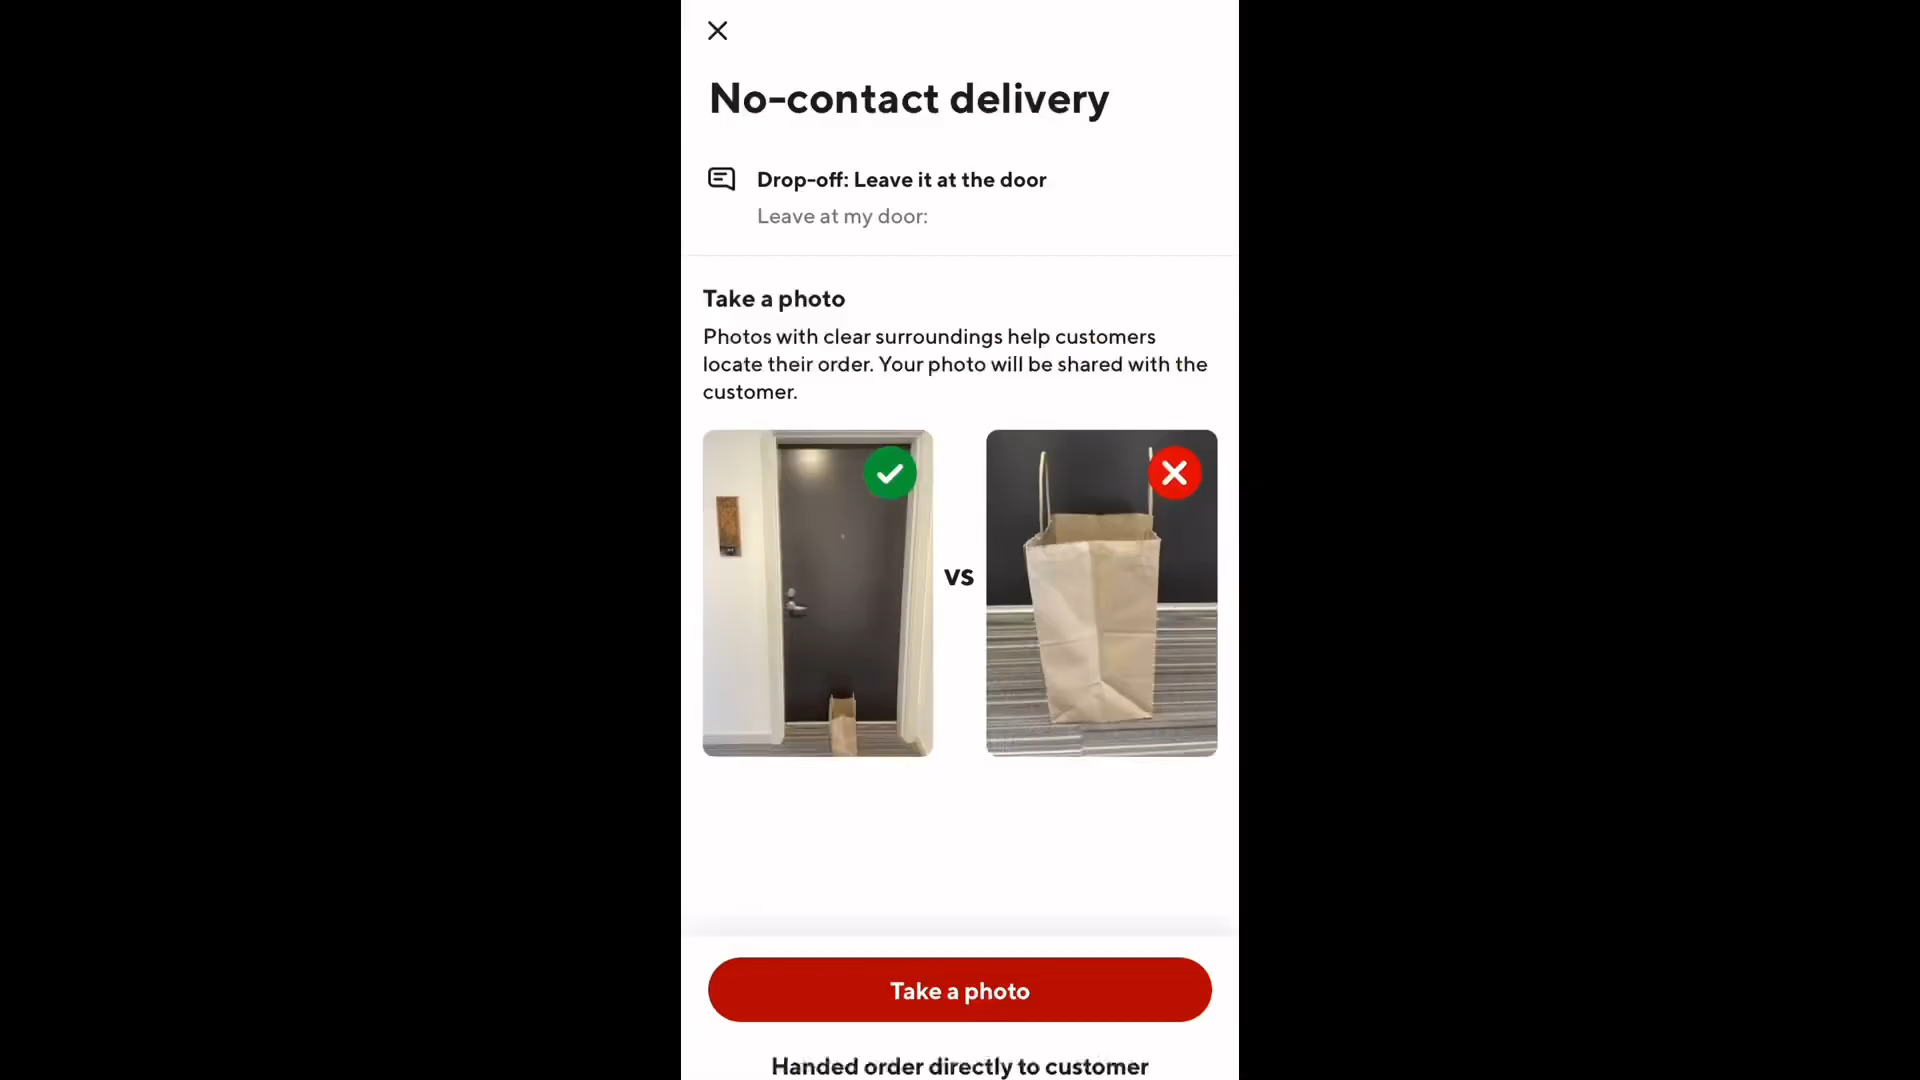 No-contact delivery
Drop-off: Leave it at the door
Leave at my door:
Take a photo
Photos with clear surroundings help customers
locate their order. Your photo will be shared with the
customer.
vs
Take a photo
Handed order directly to customer